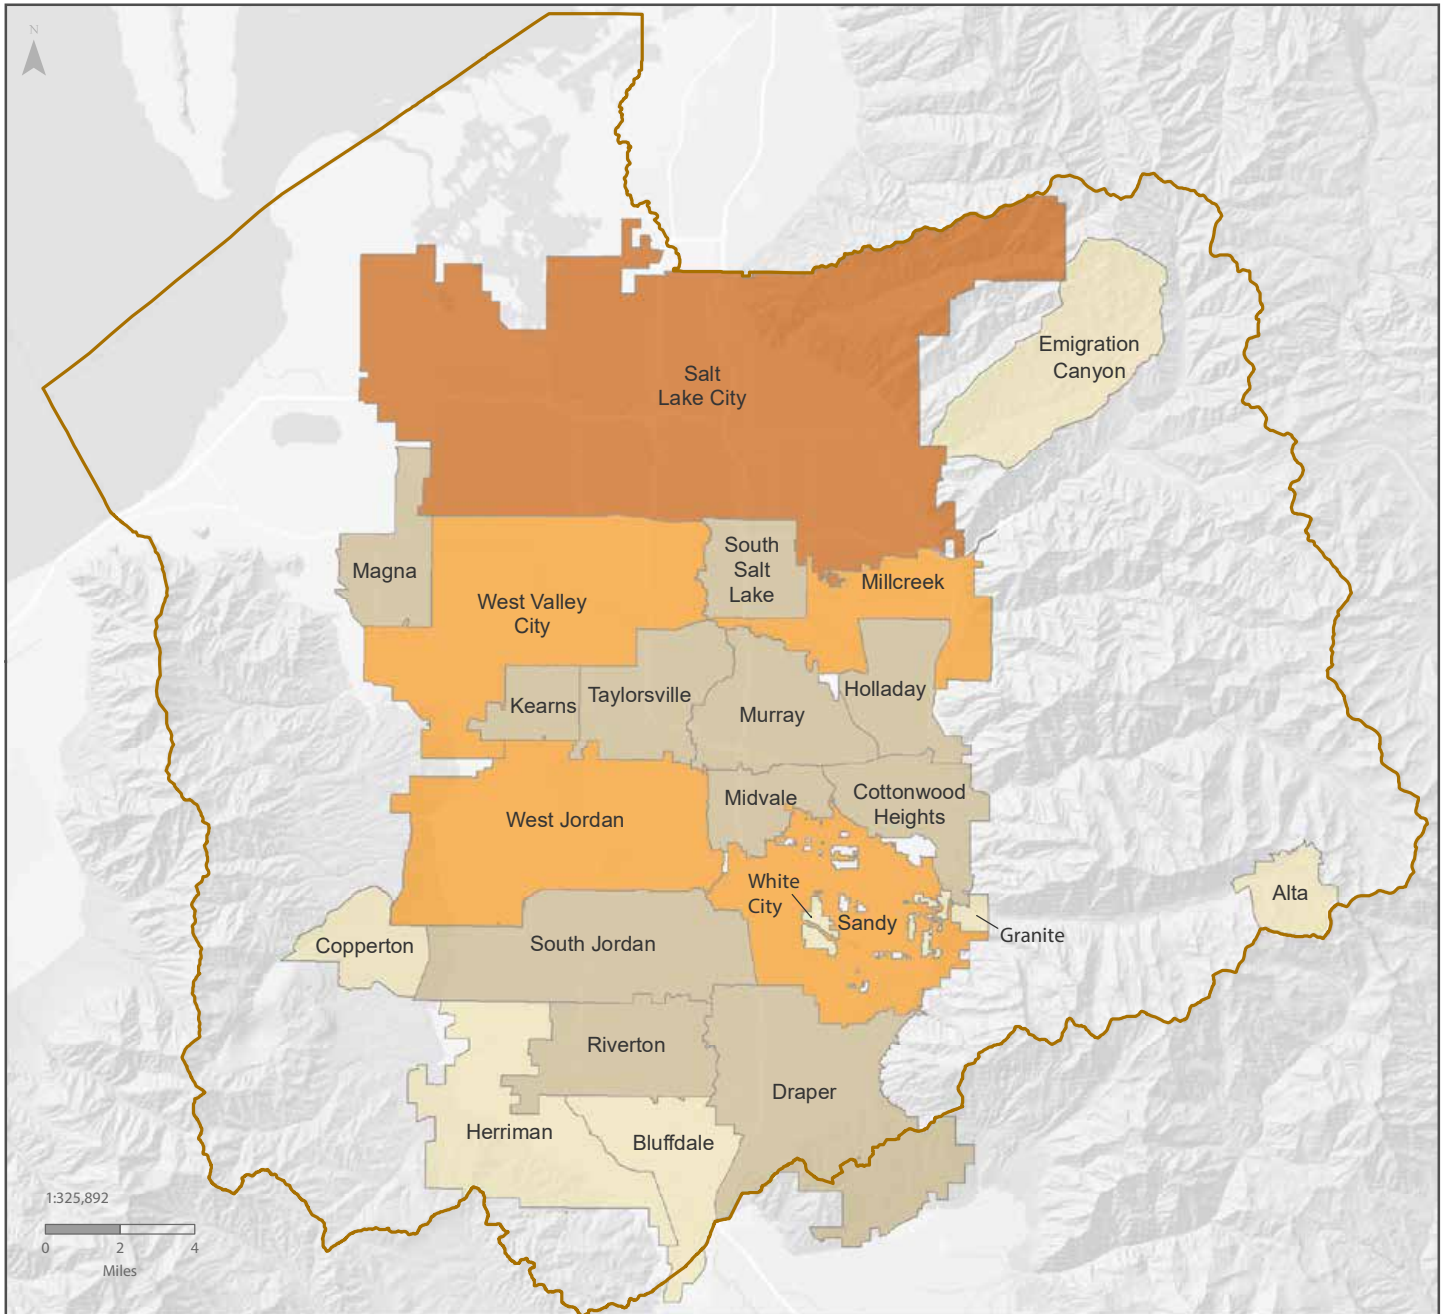 N
Emigration
Canyon
Salt
Lake City
South
Salt
Lake
Magna
Millcreek
West Valley
City
Holladay
Taylorsville
Kearns
Murray
Cottonwood
Heights
Midvale
West Jordan
White
City
Alta
Sandy
Granite
South Jordan
Copperton
Riverton
Draper
Herriman
Bluffdale
1:325,892
0 2 4
Miles